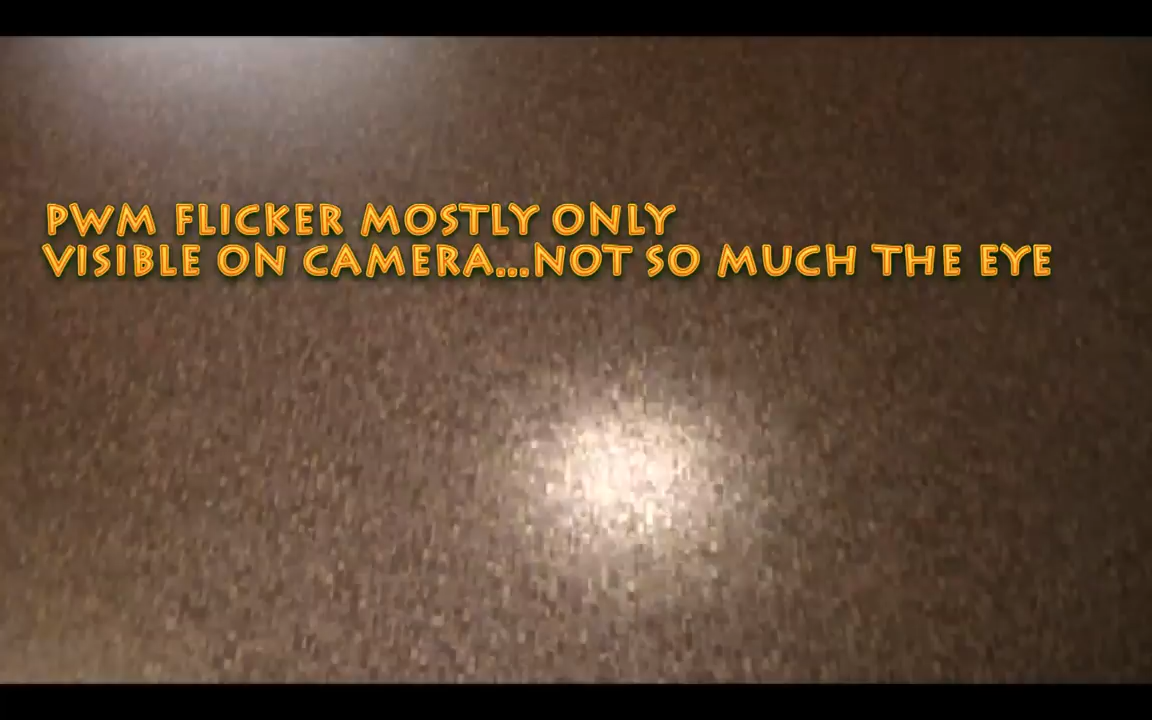 PWM FLICKER MOSTLY ONLY
VISIBLE ON CAMERA...NOT SO MUCH THE EYE